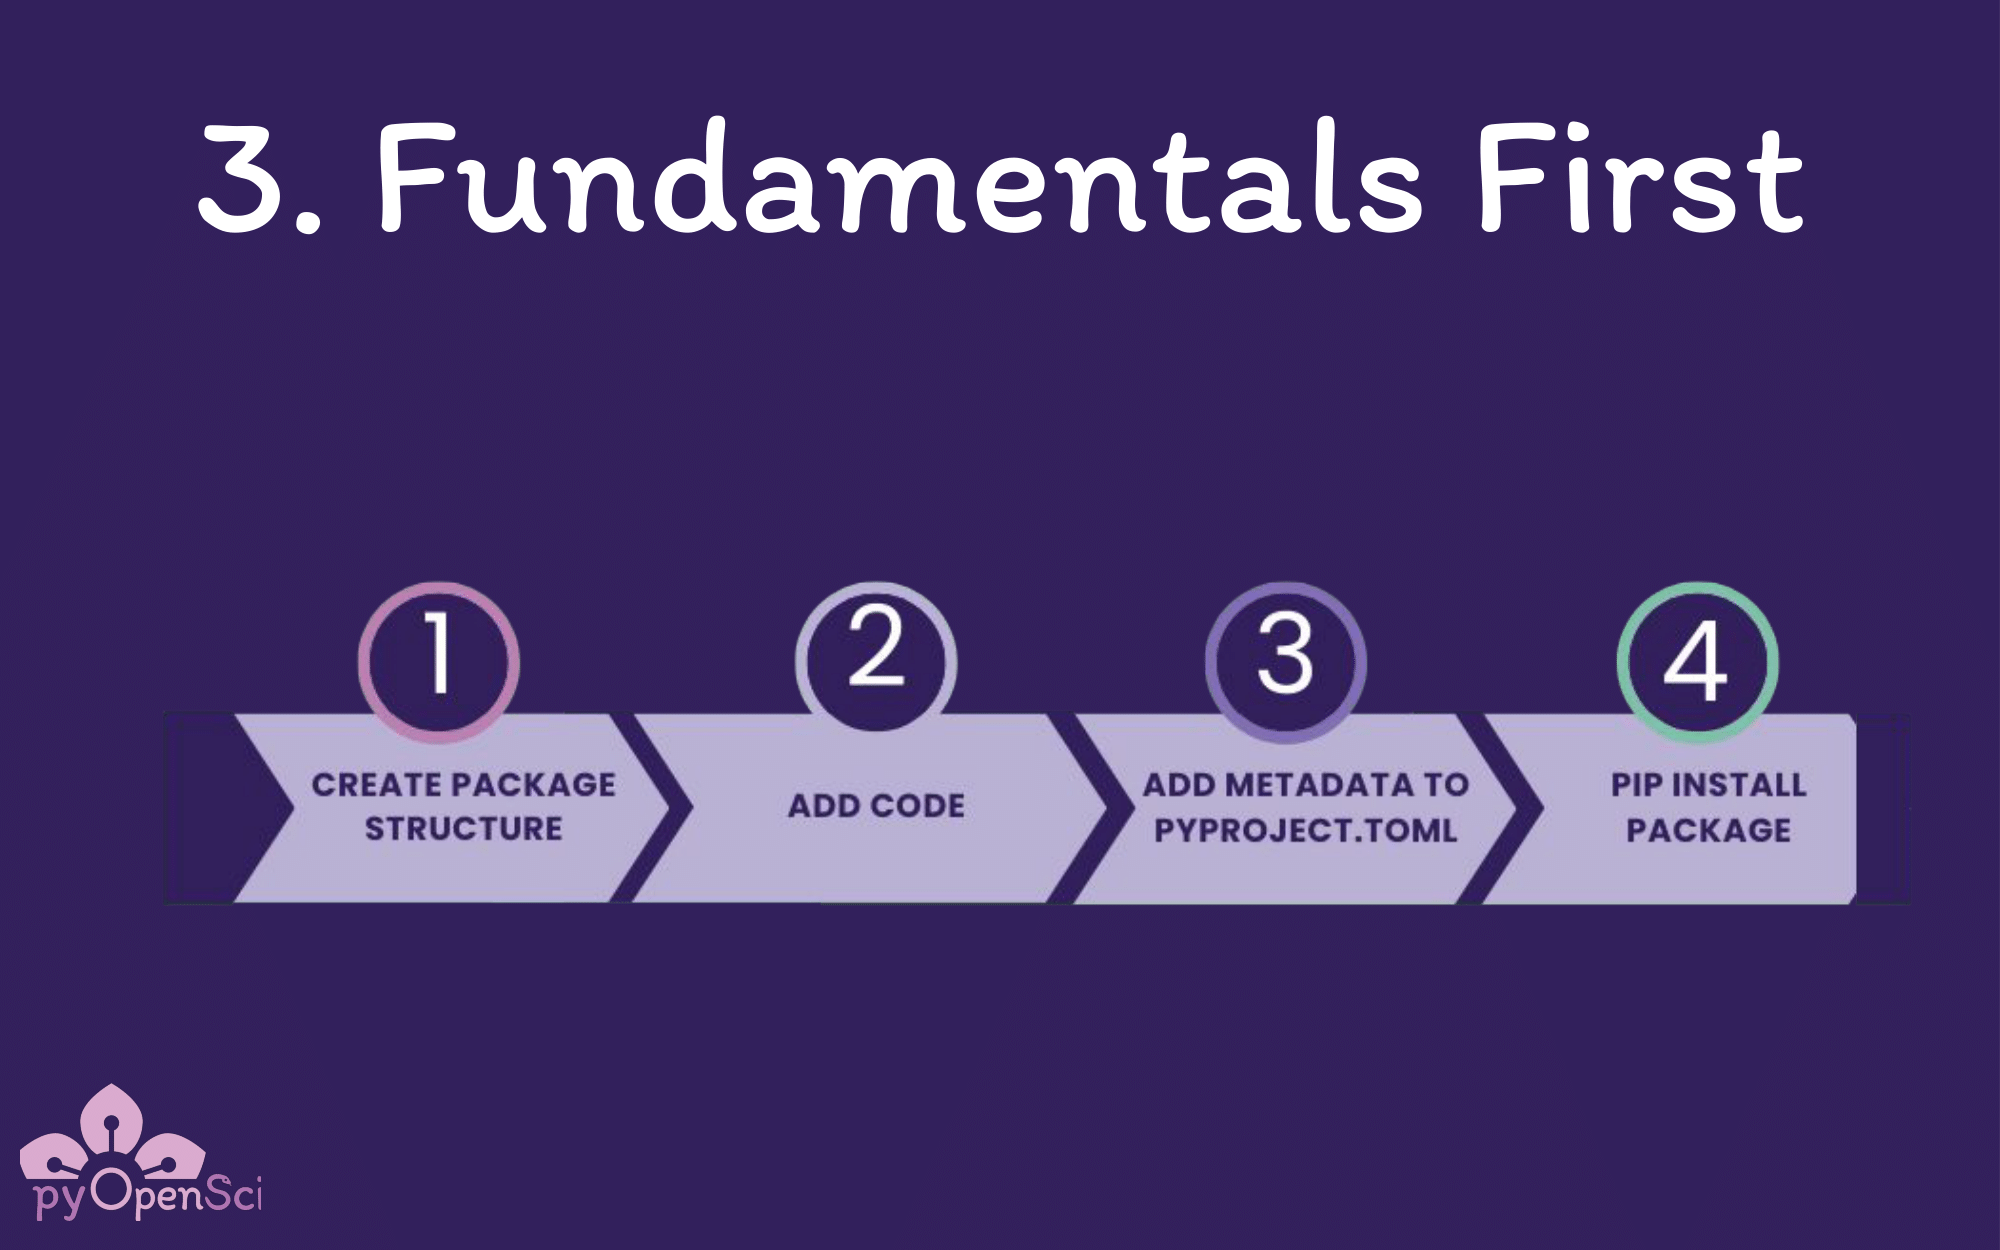 3. Fundamentals First
1
CREATE PACKAGE
STRUCTURE
2
ADD CODE
3
ADD METADATA TO
PYPROJECT.TOML
4
PIP INSTALL
PACKAGE
pyOpenSci